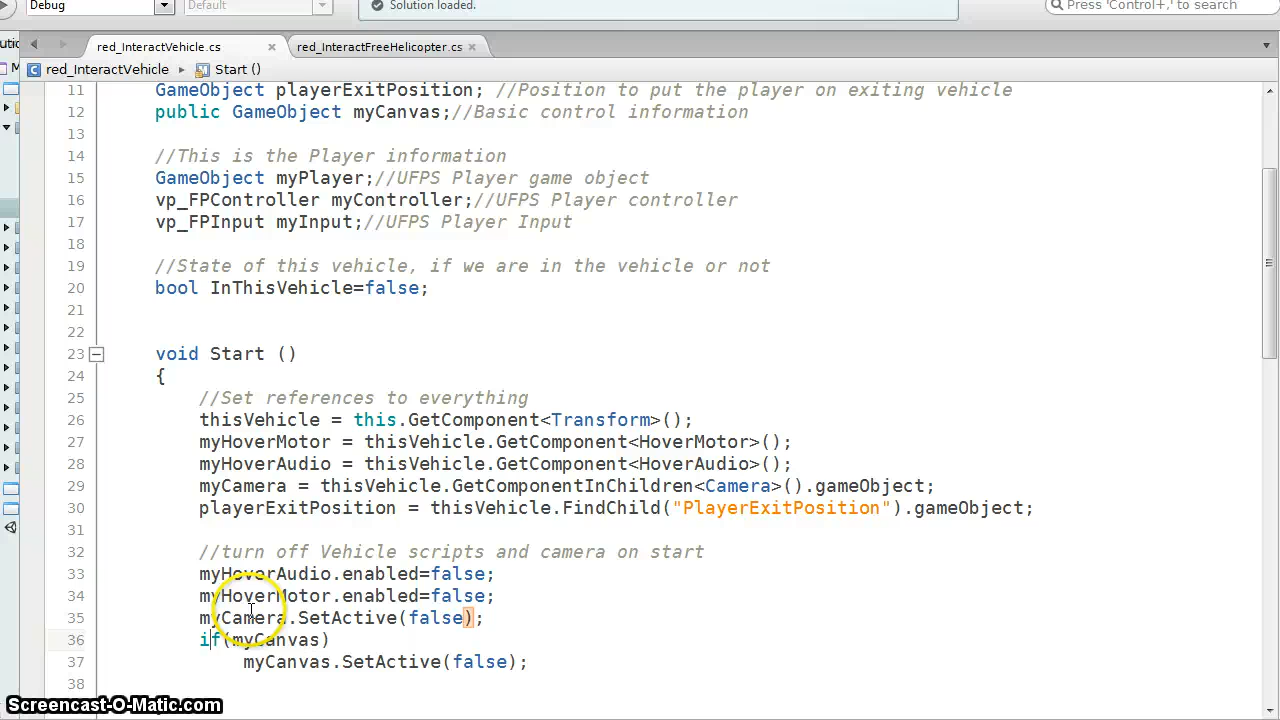 Debug
Default
Solution loaded.
Press 'Control+,' to search
red_InteractVehicle.cs
red_InteractFreeHelicopter.cs
red_InteractVehicle
Start ()
11 GameObject playerExitPosition; //Position to put the player on exiting vehicle
12 public GameObject myCanvas;//Basic control information
13
14 //This is the Player information
15 GameObject myPlayer;//UFPS Player game object
16 vp_FPController myController;//UFPS Player controller
17 vp_FPInput myInput;//UFPS Player Input
18
19 //State of this vehicle, if we are in the vehicle or not
20 bool InThisVehicle=false;
21
22
23 void Start ()
24 {
25 //Set references to everything
26 thisVehicle = this.GetComponent<Transform>();
27 myHoverMotor = thisVehicle.GetComponent<HoverMotor>();
28 myHoverAudio = thisVehicle.GetComponent<HoverAudio>();
29 myCamera = thisVehicle.GetComponentInChildren<Camera>().gameObject;
30 playerExitPosition = thisVehicle.FindChild("PlayerExitPosition").gameObject;
31
32 //turn off Vehicle scripts and camera on start
33 myHoverAudio.enabled=false;
34 myHoverMotor.enabled=false;
35 myCamera.SetActive(false);
36 if(myCanvas)
37 myCanvas.SetActive(false);
38
Screencast-O-Matic.com